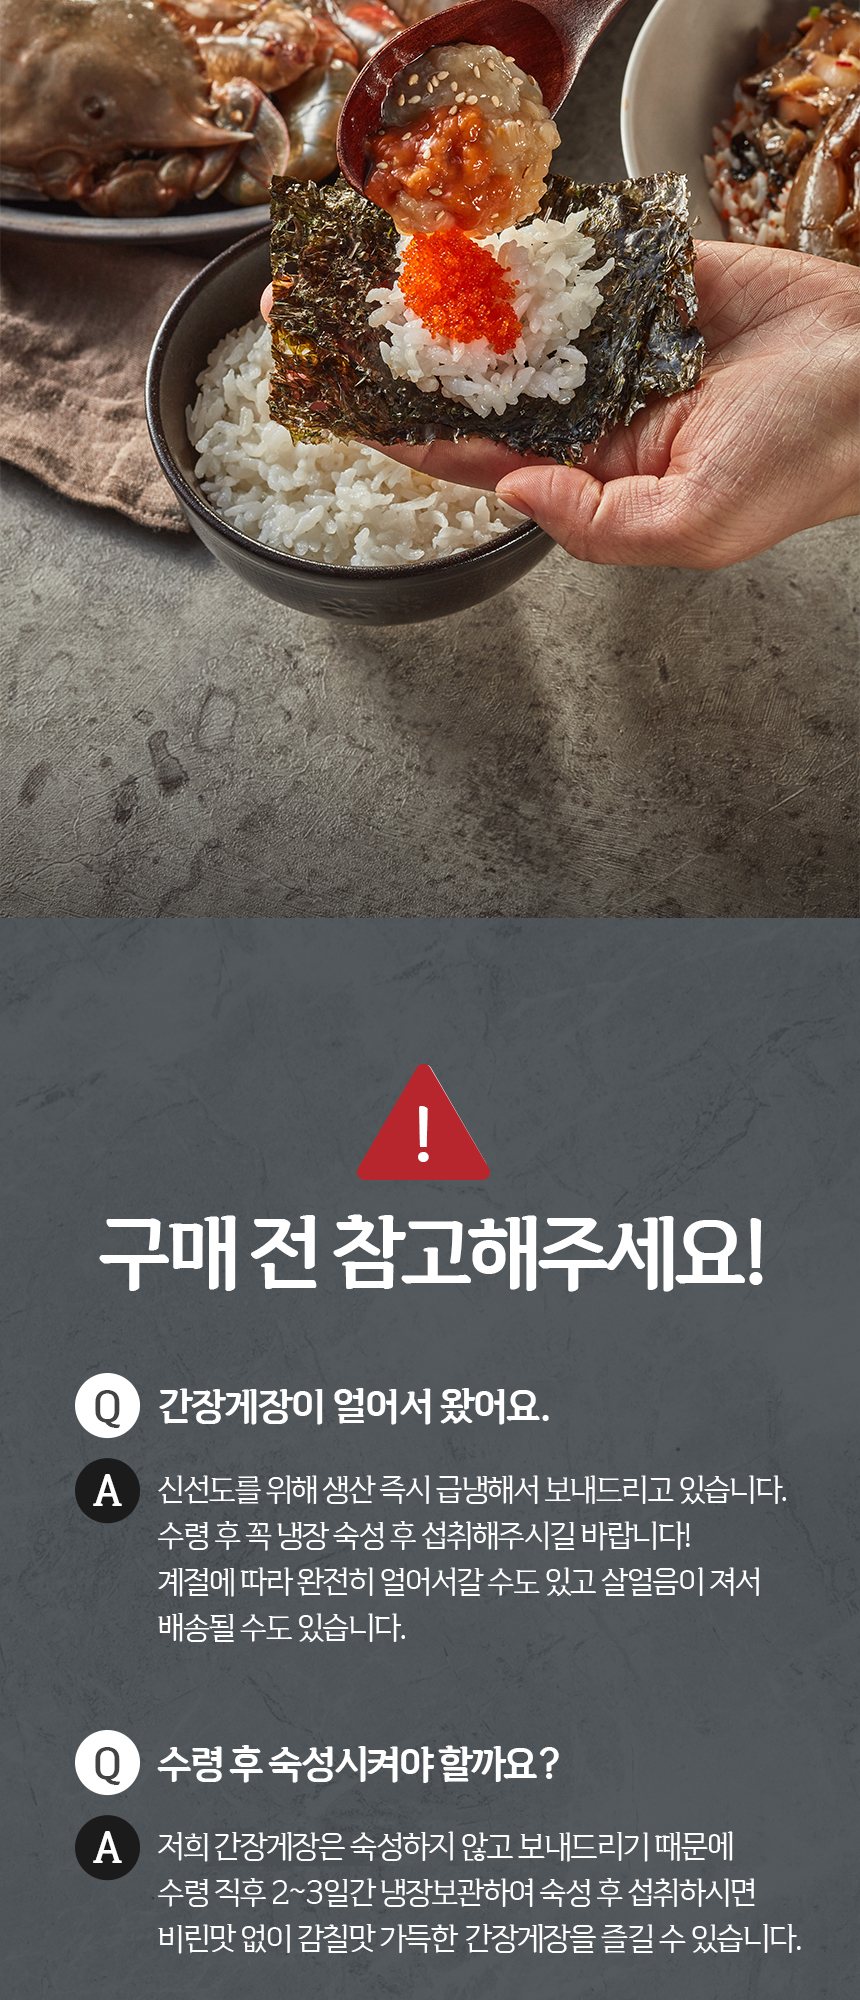 !
구매 전 참고해주세요!
Q 간장게장이 얼어서 왔어요.
A 신선도를 위해 생산 즉시 급냉해서 보내드리고 있습니다.
수령 후 꼭 냉장 숙성 후 섭취해주시길 바랍니다!
계절에 따라 완전히 얼어서갈 수도 있고 살얼음이 져서
배송될 수도 있습니다.
Q 수령 후 숙성시켜야 할까요?
A 저희 간장게장은 숙성하지 않고 보내드리기 때문에
수령 직후 2~3일간 냉장보관하여 숙성 후 섭취하시면
비린맛 없이 감칠맛 가득한 간장게장을 즐길 수 있습니다.